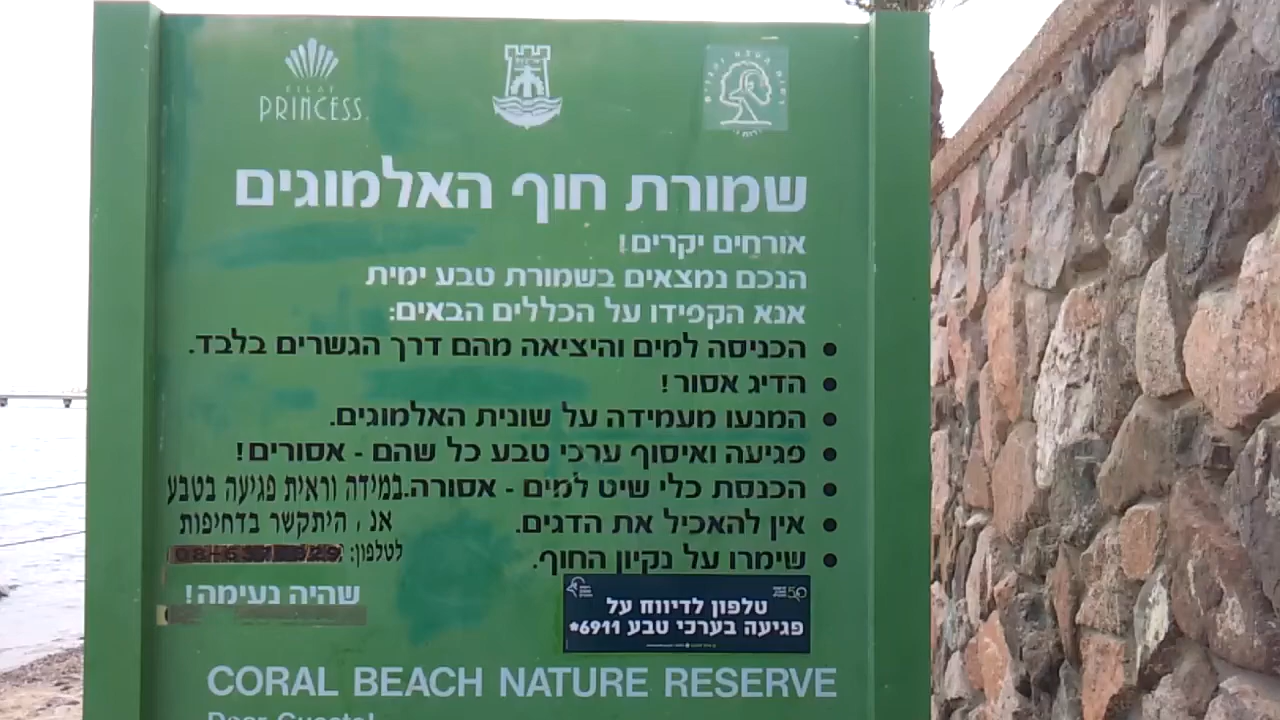 EILAT
PRINCESS
שמורת חוף האלמוגים
אורחים יקרים!
הנכם נמצאים בשמורת טבע ימית
אנא הקפידו על הכללים הבאים:
• הכניסה למים והיציאה מהם דרך הגשרים בלבד.
• הדיג אסור!
• המנעו מעמידה על שונית האלמוגים.
• פגיעה ואיסוף ערכי טבע כל שהם - אסורים!
• הכנסת כלי שיט למים - אסורה.
• אין להאכיל את הדגים.
• שימרו על נקיון החוף.
במידה וראית פגיעה בטבע
אנ, היתקשר בדחיפות
לטלפון:
שהיה נעימה!
50
טלפון לדיווח על
פגיעה בערכי טבע 6911*
CORAL BEACH NATURE RESERVE
Dear Guests!